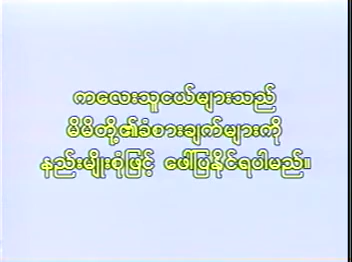 ကလေးသူငယ်များသည်
မိမိတို့၏ခံစားချက်များကို
နည်းမျိုးစုံဖြင့် ဖေါ်ပြနိုင်ရပါမည်။